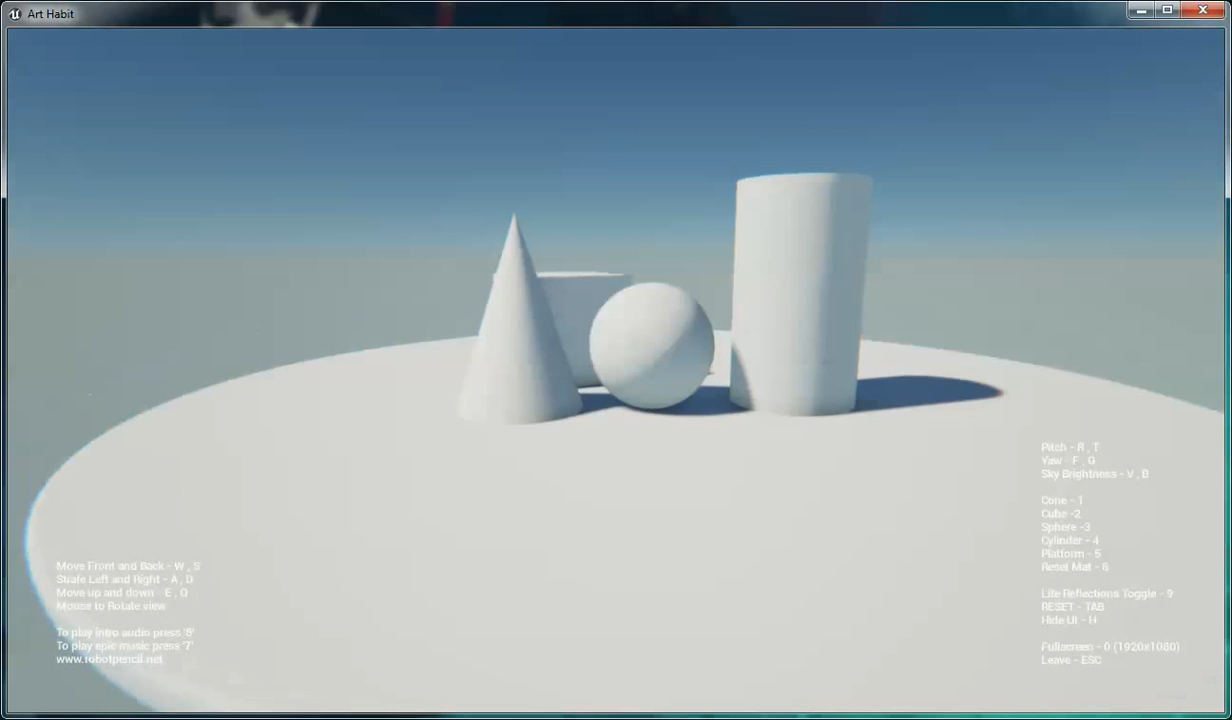 Art Habit
Pitch - R , T
Yaw - F , G
Sky Brightness - V , B
Cone - 1
Cube -2
Sphere -3
Cylinder - 4
Platform - 5
Reset Mat - 6
Lite Reflections Toggle - 9
RESET - TAB
Hide UI - H
Fullscreen - 0 (1920x1080)
Leave - ESC
Move Front and Back - W , S
Strafe Left and Right - A , D
Move up and down - E , Q
Mouse to Rotate view
To play intro audio press '8'
To play epic music press '7'
www.robotpencil.net